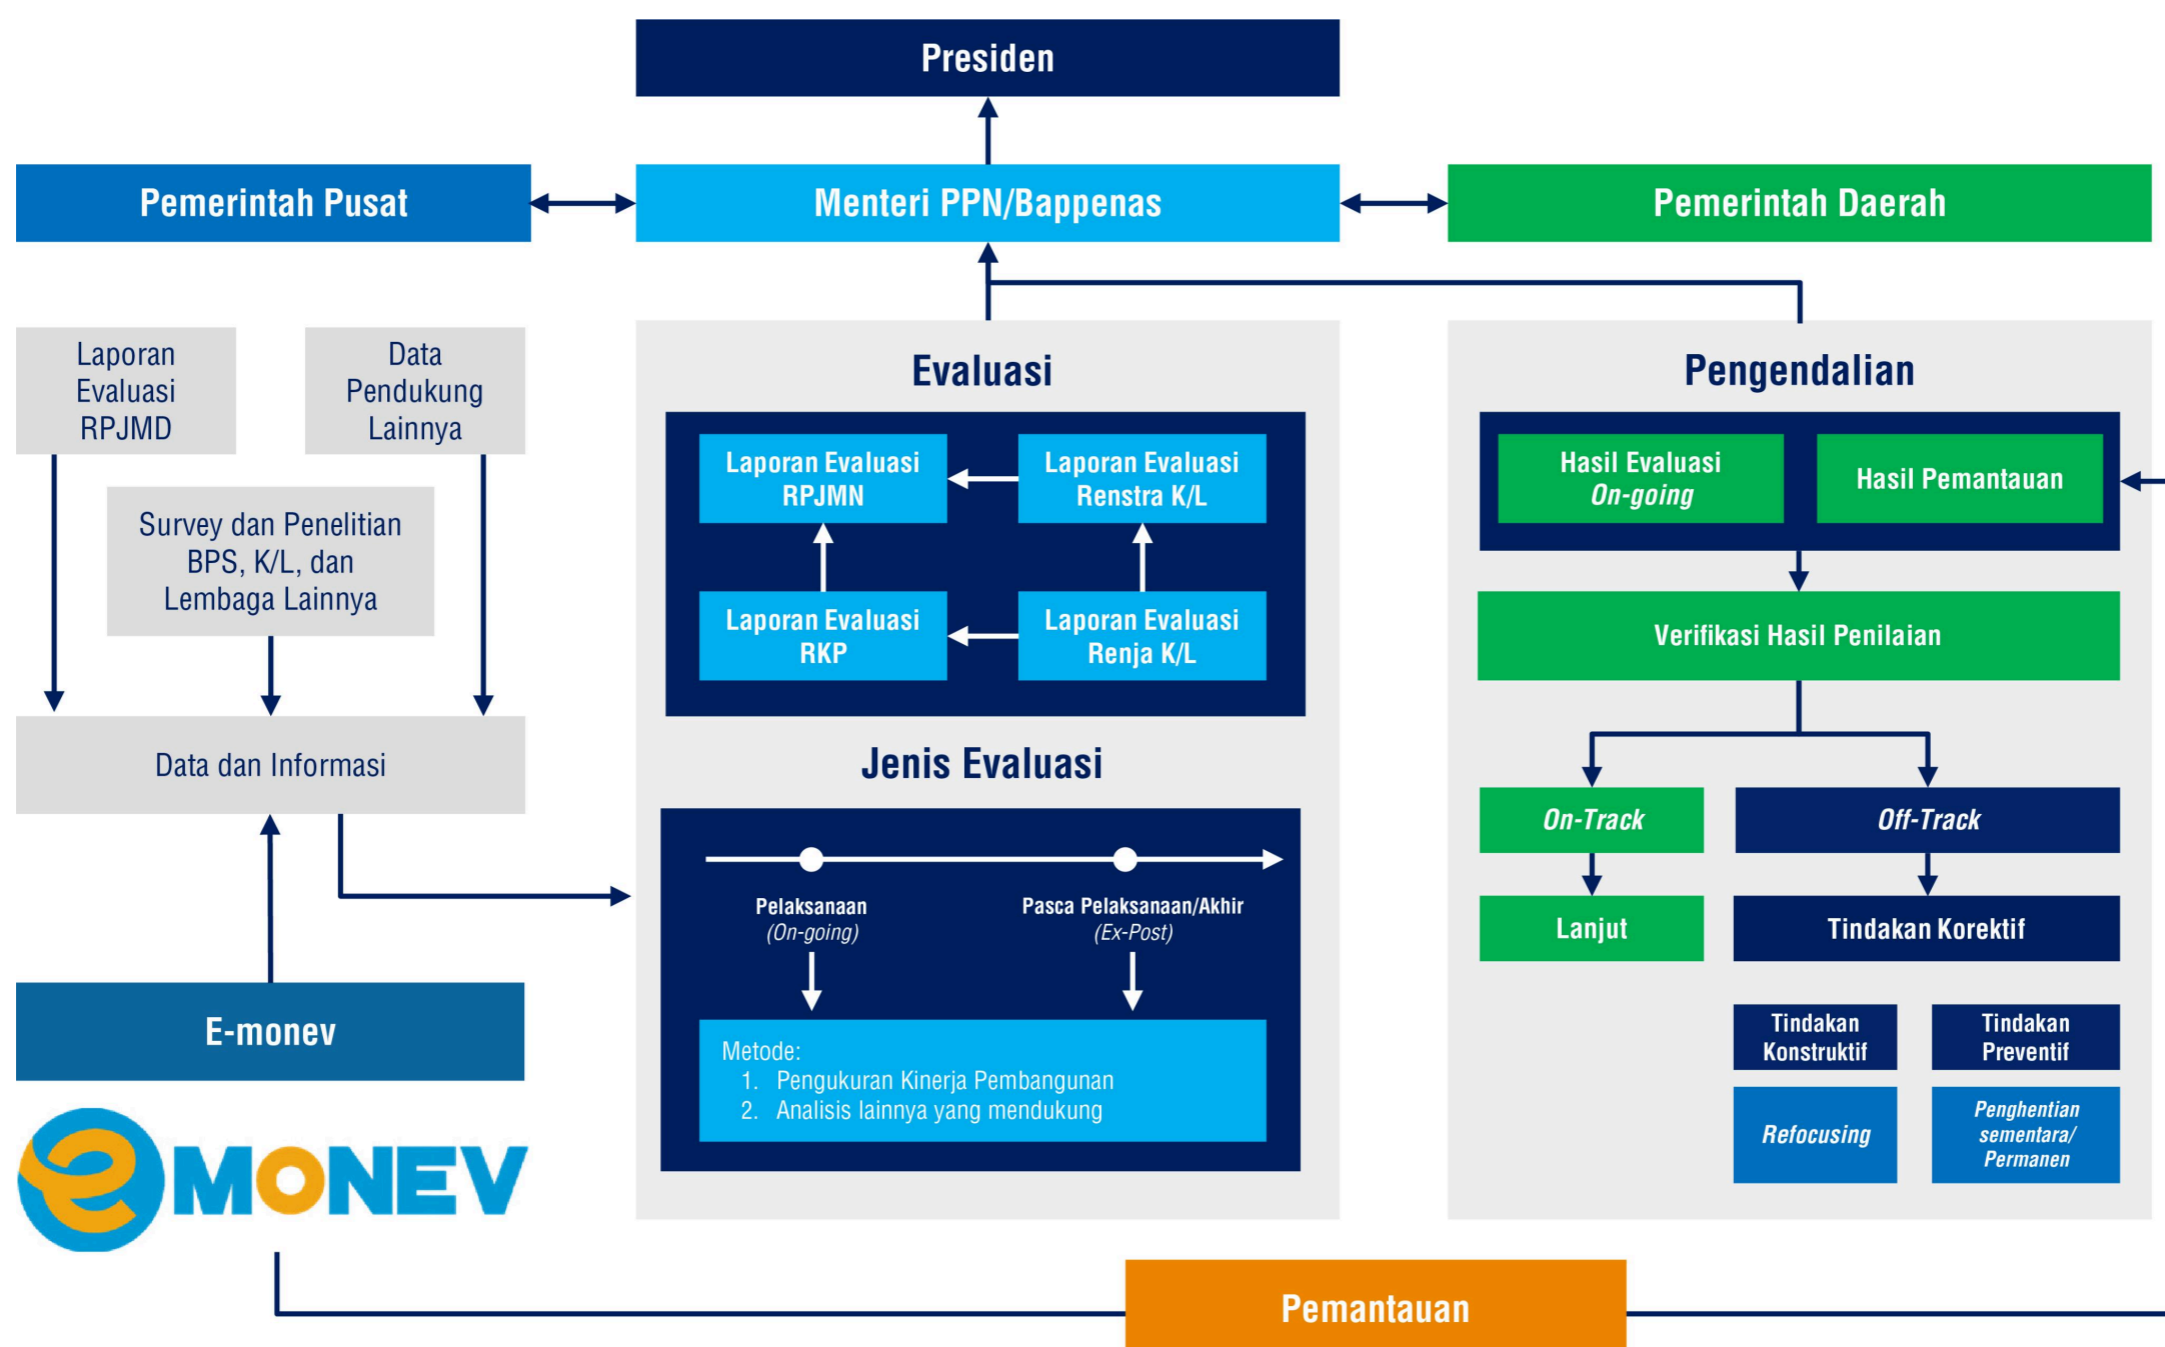 Presiden
Pemerintah Pusat
Menteri PPN/Bappenas
Pemerintah Daerah
Laporan
Evaluasi
RPJMD
Data
Pendukung
Lainnya
Survey dan Penelitian
BPS, K/L, dan
Lembaga Lainnya
Data dan Informasi
E-monev
e MONEV
Evaluasi
Laporan Evaluasi
RPJMN
Laporan Evaluasi
Renstra K/L
Laporan Evaluasi
RKP
Laporan Evaluasi
Renja K/L
Jenis Evaluasi
Pelaksanaan
(On-going)
Pasca Pelaksanaan/Akhir
(Ex-Post)
Metode:
1. Pengukuran Kinerja Pembangunan
2. Analisis lainnya yang mendukung
Pengendalian
Hasil Evaluasi
On-going
Hasil Pemantauan
Verifikasi Hasil Penilaian
On-Track
Off-Track
Lanjut
Tindakan Korektif
Tindakan
Konstruktif
Tindakan
Preventif
Refocusing
Penghentian
sementara/
Permanen
Pemantauan